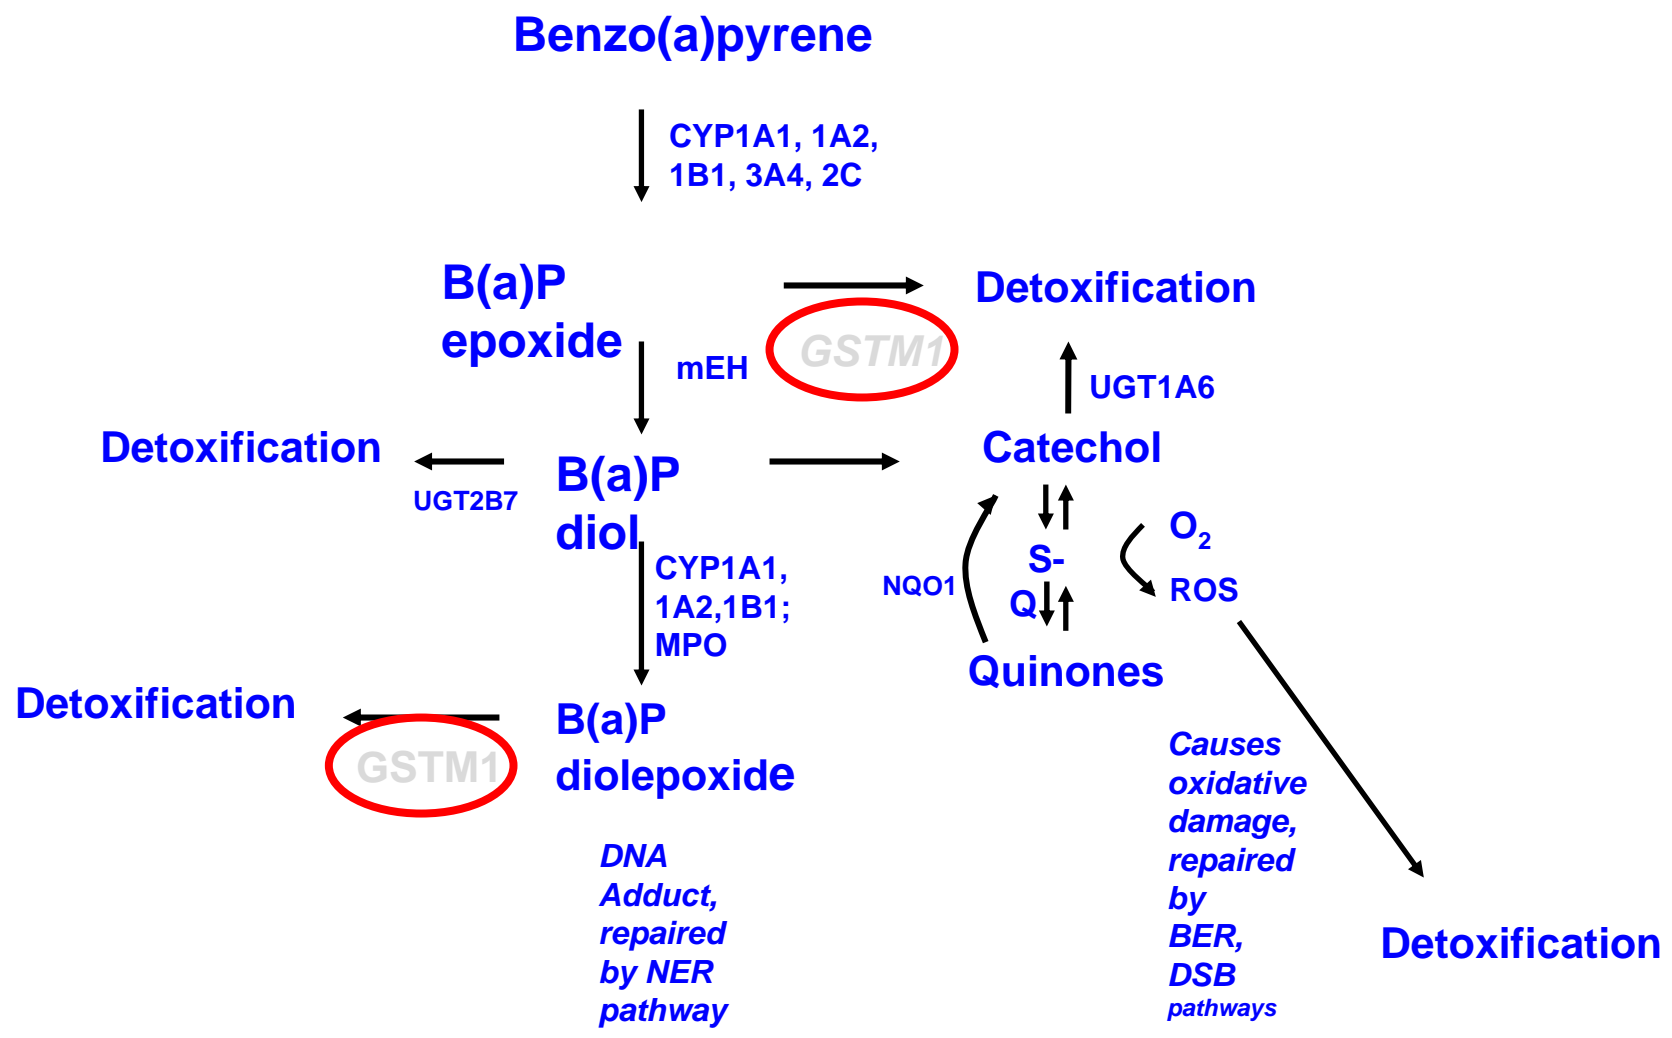 Benzo(a)pyrene
CYP1A1, 1A2,
1B1, 3A4, 2C
B(a)P
epoxide
Detoxification
GSTM1
mEH
UGT1A6
Detoxification
UGT2B7
B(a)P
diol
Catechol
CYP1A1,
1A2,1B1;
MPO
NQO1
S-
Q
O₂
ROS
Quinones
Detoxification
GSTM1
B(a)P
diolepoxide
DNA
Adduct,
repaired
by NER
pathway
Causes
oxidative
damage,
repaired
by
BER,
DSB
pathways
Detoxification